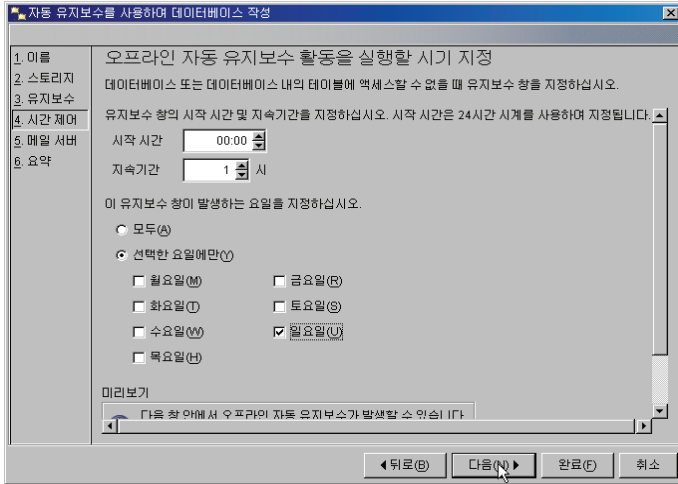 자동 유지보수를 사용하여 데이터베이스 작성
1. 이름
2. 스토리지
3. 유지보수
4. 시간 제어
5. 메일 서버
6. 요약
오프라인 자동 유지보수 활동을 실행할 시기 지정
데이터베이스 또는 데이터베이스 내의 테이블에 액세스할 수 없을 때 유지보수 창을 지정하십시오.
유지보수 창의 시작 시간 및 지속기간을 지정하십시오. 시작 시간은 24시간 시계를 사용하여 지정됩니다.
시작 시간 00:00
지속기간 1 시
이 유지보수 창이 발생하는 요일을 지정하십시오.
모두(A)
선택한 요일에만(Y)
월요일(M) 금요일(R)
화요일(T) 토요일(S)
수요일(W) 일요일(U)
목요일(H)
미리보기
다음 창 안에서 오프라인 자동 유지보수가 발생할 수 있습니다
뒤로(B) 다음(N) 완료(F) 취소